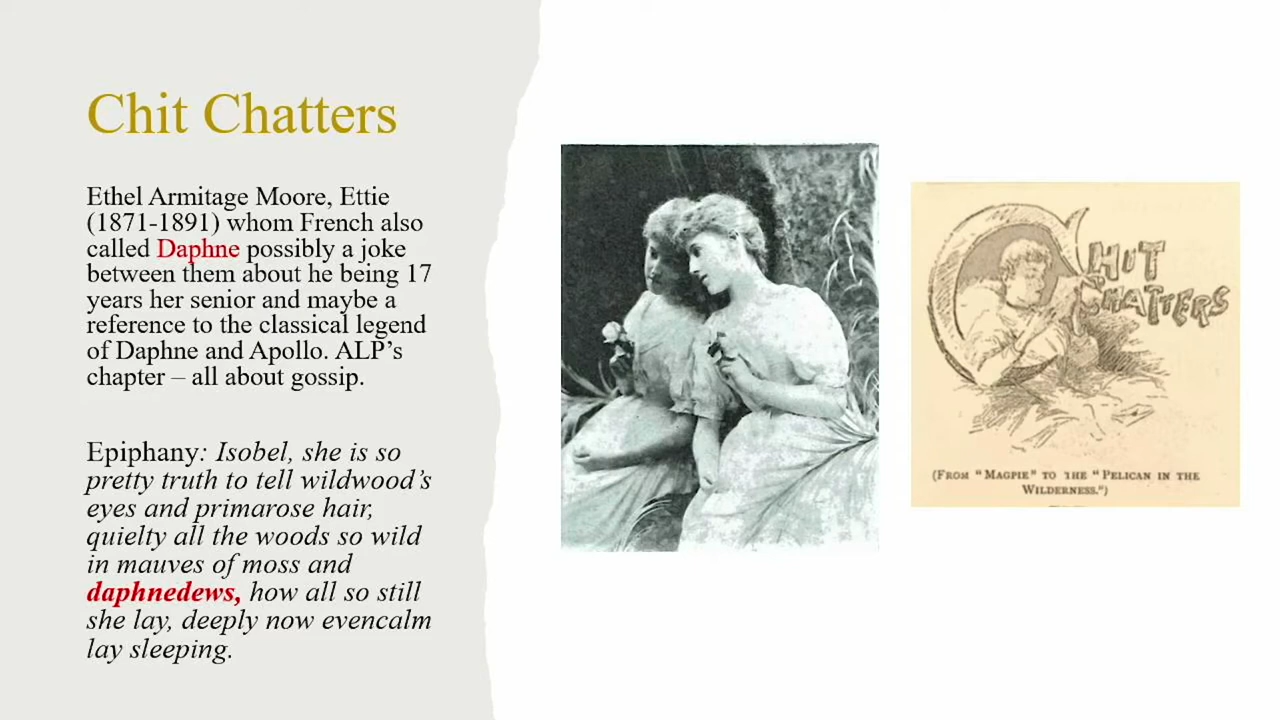 Chit Chatters
Ethel Armitage Moore, Ettie
(1871-1891) whom French also
called Daphne possibly a joke
between them about he being 17
years her senior and maybe a
reference to the classical legend
of Daphne and Apollo. ALP's
chapter – all about gossip.
Epiphany: Isobel, she is so
pretty truth to tell wildwood's
eyes and primarose hair,
quielty all the woods so wild
in mauves of moss and
daphnedews, how all so still
she lay, deeply now evencalm
lay sleeping.
CHIT
CHATTERS
(FROM "MAGPIE" TO THE "PELICAN IN THE
WILDERNESS.")